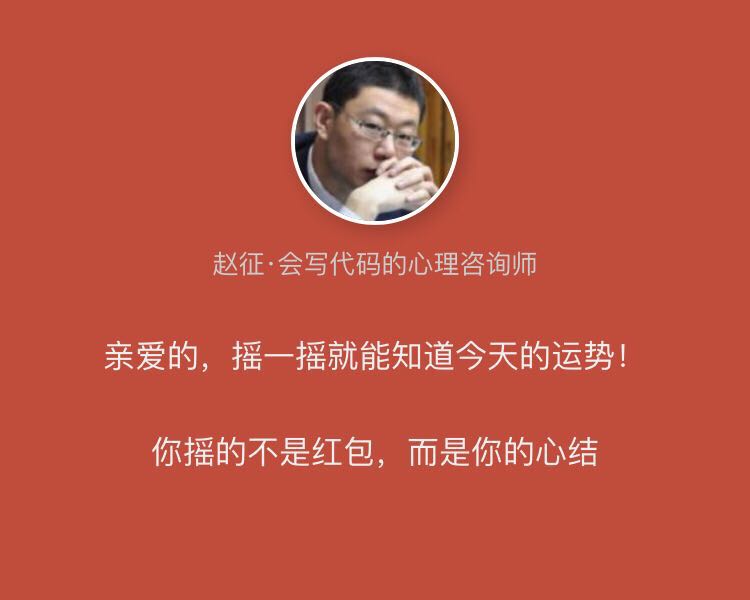 赵征·会写代码的心理咨询师
亲爱的，摇一摇就能知道今天的运势！
你摇的不是红包，而是你的心结